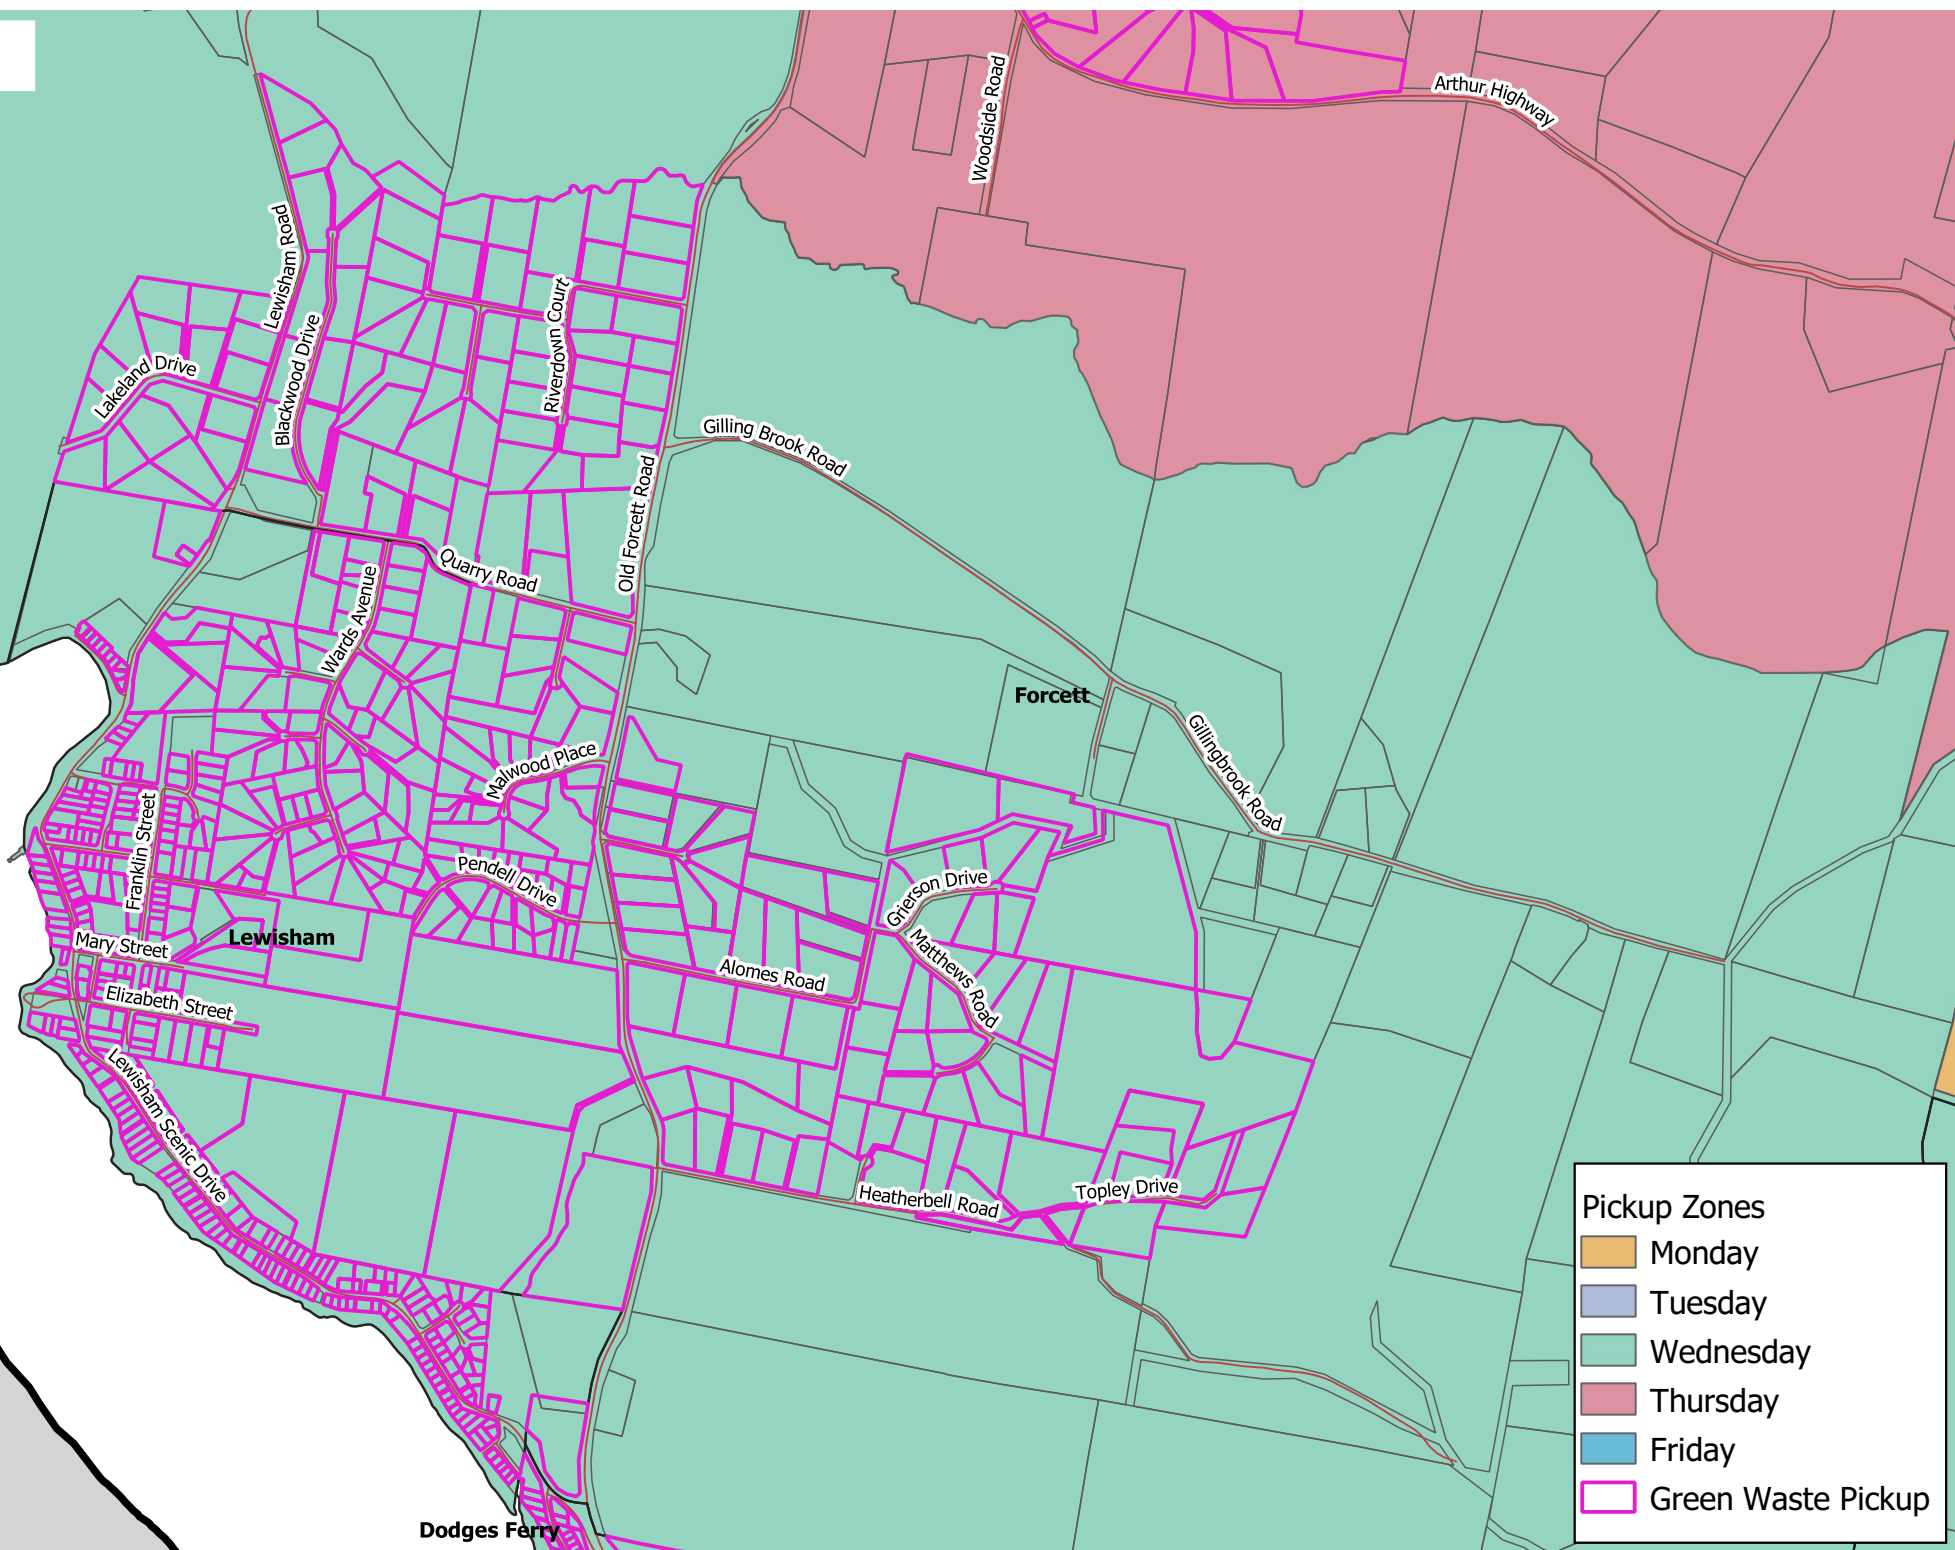 Arthur Highway
Woodside Road
Lewisham Road
Blackwood Drive
Riverdown Court
Lakeland Drive
Gilling Brook Road
Old Forcett Road
Quarry Road
Wards Avenue
Forcett
Gillingbrook Road
Malwood Place
Franklin Street
Pendell Drive
Grierson Drive
Lewisham
Mary Street
Matthews Road
Alomes Road
Elizabeth Street
Lewisham Scenic Drive
Heatherbell Road
Topley Drive
Dodges Ferry
Pickup Zones
Monday
Tuesday
Wednesday
Thursday
Friday
Green Waste Pickup